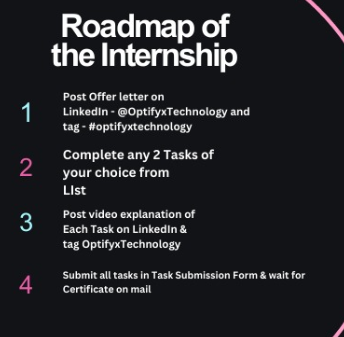 Roadmap of
the Internship
1
Post Offer letter on
LinkedIn - @OptifyxTechnology and
tag - #optifyxtechnology
2
Complete any 2 Tasks of
your choice from
LIst
3
Post video explanation of
Each Task on LinkedIn &
tag OptifyxTechnology
4
Submit all tasks in Task Submission Form & wait for
Certificate on mail